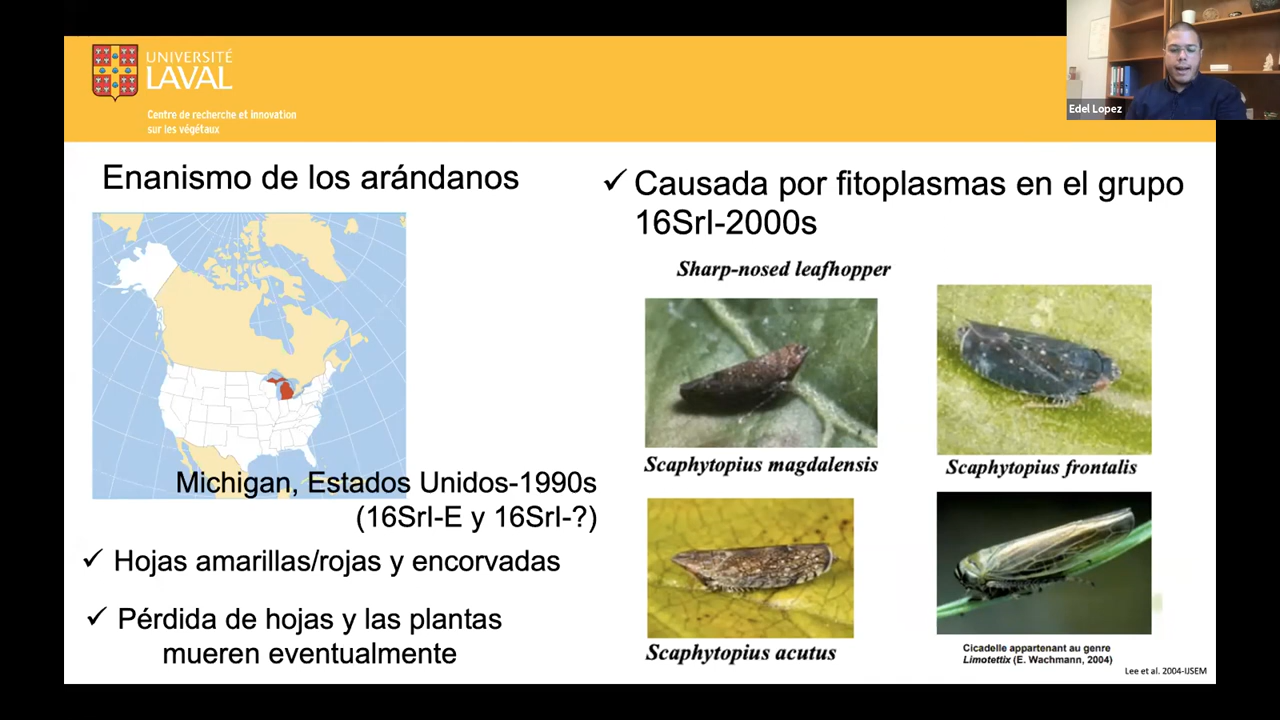 UNIVERSITÉ
LAVAL
Centre de recherche et innovation
sur les végétaux
Edel Lopez
Enanismo de los arándanos
Michigan, Estados Unidos-1990s
(16SrI-E y 16SrI-?)
✓ Hojas amarillas/rojas y encorvadas
✓ Pérdida de hojas y las plantas
mueren eventualmente
✓ Causada por fitoplasmas en el grupo
16SrI-2000s
Sharp-nosed leafhopper
Scaphytopius magdalensis
Scaphytopius frontalis
Scaphytopius acutus
Cicadelle appartenant au genre
Limotettix (E. Wachmann, 2004)
Lee et al. 2004-IJSEM